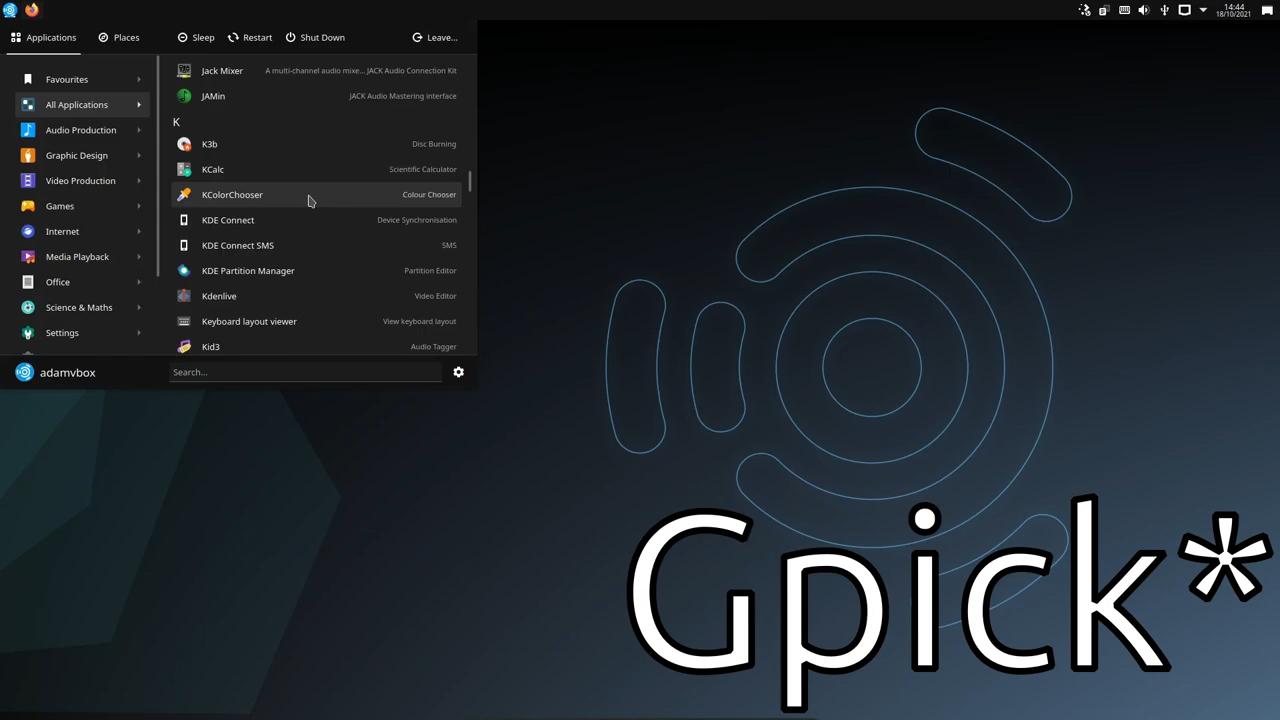 14:44
18/10/2021
Applications
Places
Sleep
Restart
Shut Down
Leave...
Favourites
All Applications
Audio Production
Graphic Design
Video Production
Games
Internet
Media Playback
Office
Science & Maths
Settings
Jack Mixer A multi-channel audio mixe... JACK Audio Connection Kit
JAMin JACK Audio Mastering interface
K
K3b Disc Burning
KCalc Scientific Calculator
KColorChooser Colour Chooser
KDE Connect Device Synchronisation
KDE Connect SMS SMS
KDE Partition Manager Partition Editor
Kdenlive Video Editor
Keyboard layout viewer View keyboard layout
Kid3 Audio Tagger
adamvbox
Search...
Gpick*